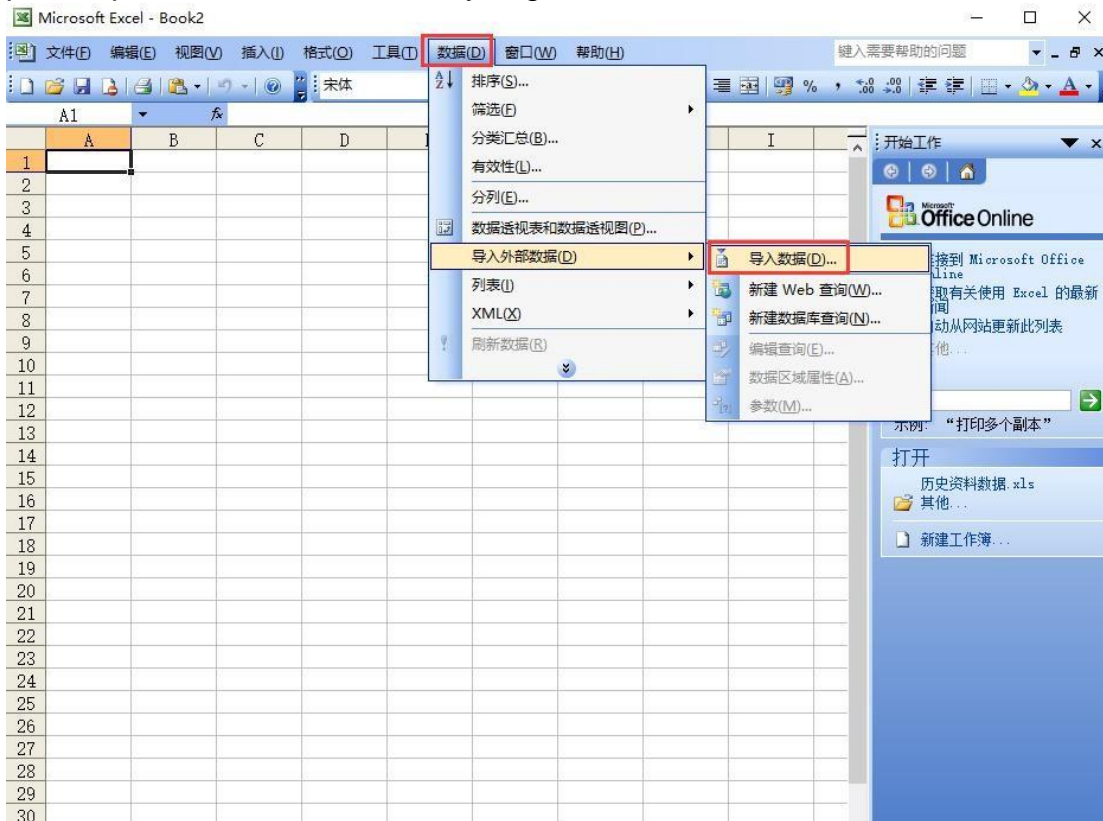 Microsoft Excel - Book2
文件(F) 编辑(E) 视图(V) 插入(I) 格式(O) 工具(T) 数据(D) 窗口(W) 帮助(H) 键入需要帮助的问题
宋体 % ,
A1 fx
A B C D I
排序(S)...
筛选(F)
分类汇总(B)...
有效性(L)...
分列(E)...
数据透视表和数据透视图(P)...
导入外部数据(D)
列表(I)
XML(X)
刷新数据(R)
导入数据(D)...
新建 Web 查询(W)...
新建数据库查询(N)...
编辑查询(E)...
数据区域属性(A)...
参数(M)...
开始工作
Microsoft
Office Online
接到 Microsoft Office
line
取有关使用 Excel 的最新
闻
动从网站更新此列表
他...
示例: “打印多个副本”
打开
历史资料数据.xls
其他...
新建工作簿...
1
2
3
4
5
6
7
8
9
10
11
12
13
14
15
16
17
18
19
20
21
22
23
24
25
26
27
28
29
30